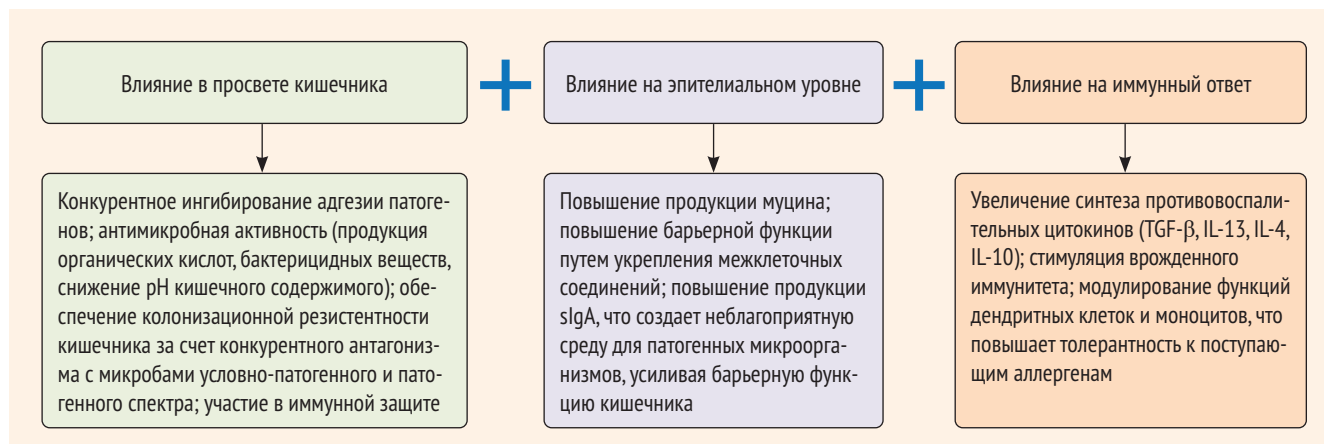 Влияние в просвете кишечника
Влияние на эпителиальном уровне
Влияние на иммунный ответ
Конкурентное ингибирование адгезии патоге-
нов; антимикробная активность (продукция
органических кислот, бактерицидных веществ,
снижение pH кишечного содержимого); обе-
спечение колонизационной резистентности
кишечника за счет конкурентного антагониз-
ма с микробами условно-патогенного и пато-
генного спектра; участие в иммунной защите
Повышение продукции муцина;
повышение барьерной функции
путем укрепления межклеточных
соединений; повышение продукции
sIgA, что создает неблагоприятную
среду для патогенных микроорга-
низмов, усиливая барьерную функ-
цию кишечника
Увеличение синтеза противовоспали-
тельных цитокинов (TGF-β, IL-13, IL-4,
IL-10); стимуляция врожденного
иммунитета; модулирование функций
дендритных клеток и моноцитов, что
повышает толерантность к поступаю-
щим аллергенам